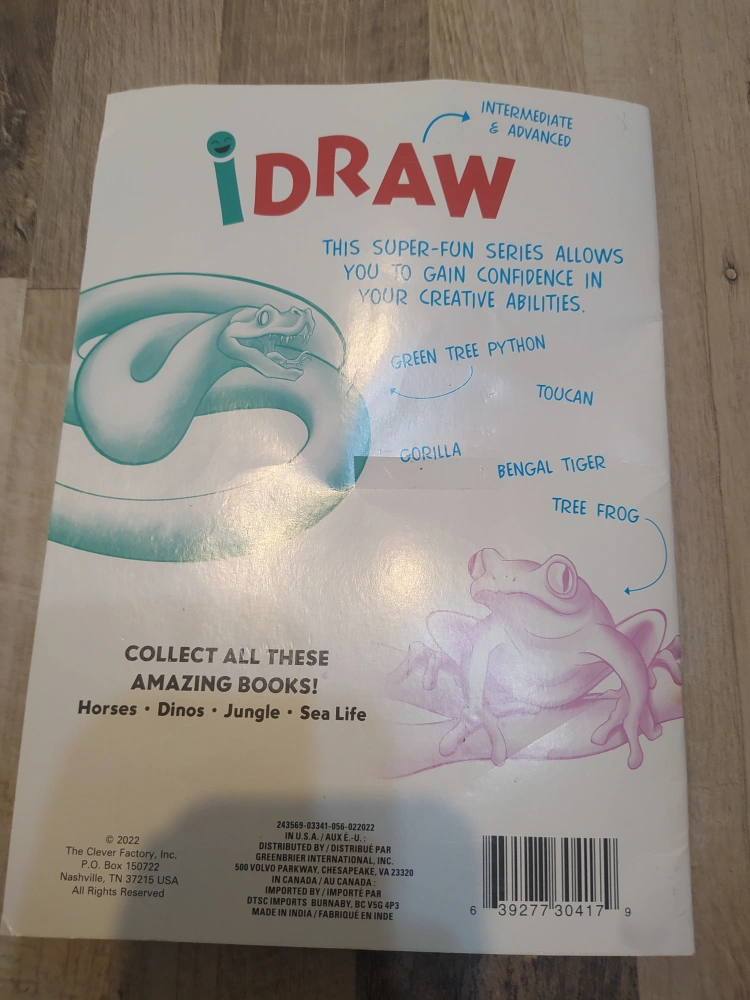 INTERMEDIATE
& ADVANCED
iDRAW
THIS SUPER-FUN SERIES ALLOWS
YOU TO GAIN CONFIDENCE IN
YOUR CREATIVE ABILITIES.
GREEN TREE PYTHON
TOUCAN
GORILLA
BENGAL TIGER
TREE FROG
COLLECT ALL THESE
AMAZING BOOKS!
Horses • Dinos • Jungle • Sea Life
© 2022
The Clever Factory, Inc.
P.O. Box 150722
Nashville, TN 37215 USA
All Rights Reserved
243569-03341-056-022022
IN U.S.A. / AUX É.-U. :
DISTRIBUTED BY / DISTRIBUÉ PAR
GREENBRIER INTERNATIONAL, INC.
500 VOLVO PARKWAY, CHESAPEAKE, VA 23320
IN CANADA / AU CANADA :
IMPORTED BY / IMPORTÉ PAR
DTSC IMPORTS BURNABY, BC V5G 4P3
MADE IN INDIA / FABRIQUÉ EN INDE
6 39277 30417 9